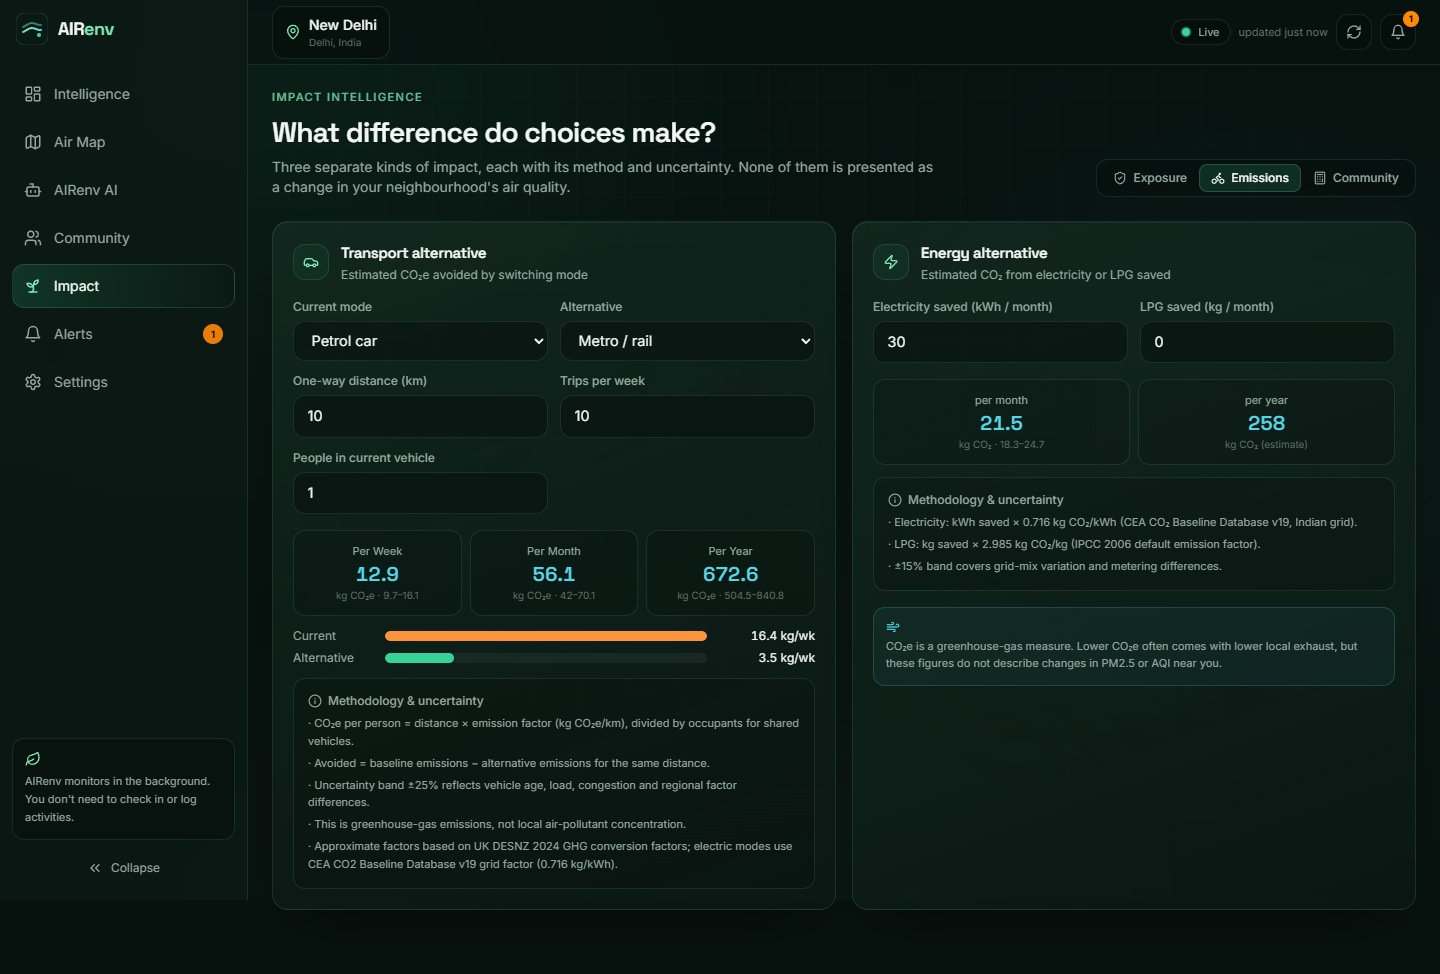 AIRenv
New Delhi
Delhi, India
Live
updated just now
1
Intelligence
Air Map
AIRenv AI
Community
Impact
Alerts
1
Settings
AIRenv monitors in the background.
You don't need to check in or log
activities.
Collapse
IMPACT INTELLIGENCE
What difference do choices make?
Three separate kinds of impact, each with its method and uncertainty. None of them is presented as
a change in your neighbourhood's air quality.
Exposure
Emissions
Community
Transport alternative
Estimated CO₂e avoided by switching mode
Current mode
Alternative
Petrol car
Metro / rail
One-way distance (km)
Trips per week
10
10
People in current vehicle
1
Per Week
12.9
kg CO₂e · 9.7–16.1
Per Month
56.1
kg CO₂e · 42–70.1
Per Year
672.6
kg CO₂e · 504.5–840.8
Current
16.4 kg/wk
Alternative
3.5 kg/wk
Methodology & uncertainty
· CO₂e per person = distance × emission factor (kg CO₂e/km), divided by occupants for shared
vehicles.
· Avoided = baseline emissions − alternative emissions for the same distance.
· Uncertainty band ±25% reflects vehicle age, load, congestion and regional factor
differences.
· This is greenhouse-gas emissions, not local air-pollutant concentration.
· Approximate factors based on UK DESNZ 2024 GHG conversion factors; electric modes use
CEA CO2 Baseline Database v19 grid factor (0.716 kg/kWh).
Energy alternative
Estimated CO₂ from electricity or LPG saved
Electricity saved (kWh / month)
LPG saved (kg / month)
30
0
per month
21.5
kg CO₂ · 18.3–24.7
per year
258
kg CO₂ (estimate)
Methodology & uncertainty
· Electricity: kWh saved × 0.716 kg CO₂/kWh (CEA CO₂ Baseline Database v19, Indian grid).
· LPG: kg saved × 2.985 kg CO₂/kg (IPCC 2006 default emission factor).
· ±15% band covers grid-mix variation and metering differences.
CO₂e is a greenhouse-gas measure. Lower CO₂e often comes with lower local exhaust, but
these figures do not describe changes in PM2.5 or AQI near you.